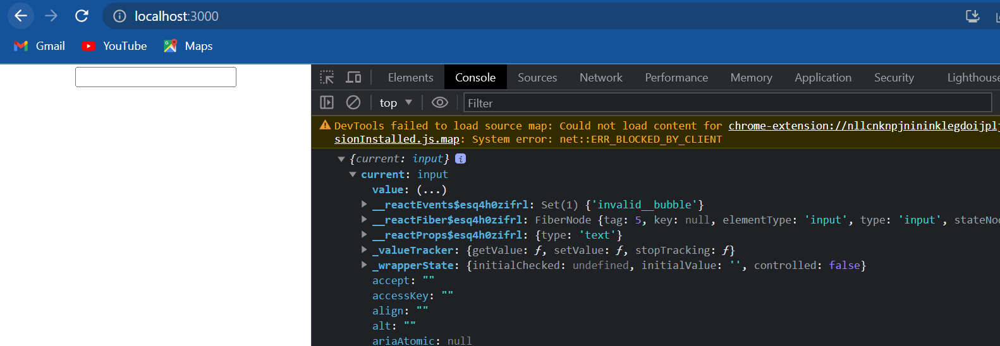 localhost:3000
Gmail YouTube Maps
Elements Console Sources Network Performance Memory Application Security Lighthouse
top Filter
DevTools failed to load source map: Could not load content for chrome-extension://nllcnknpjnininklegdoijplj
sionInstalled.js.map: System error: net::ERR_BLOCKED_BY_CLIENT
{current: input} i
current: input
value: (...)
__reactEvents$esq4h0zifrl: Set(1) {'invalid__bubble'}
__reactFiber$esq4h0zifrl: FiberNode {tag: 5, key: null, elementType: 'input', type: 'input', stateNod
__reactProps$esq4h0zifrl: {type: 'text'}
_valueTracker: {getValue: ƒ, setValue: ƒ, stopTracking: ƒ}
_wrapperState: {initialChecked: undefined, initialValue: '', controlled: false}
accept: ""
accessKey: ""
align: ""
alt: ""
ariaAtomic: null